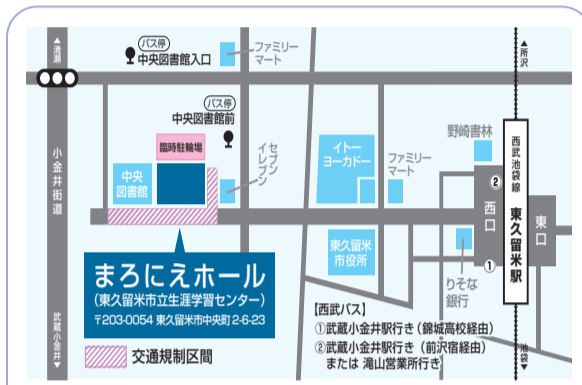 ▲清瀬
小金井街道
武蔵小金井▼
バス停
中央図書館入口
ファミリー
マート
バス停
中央図書館前
臨時駐輪場
中央
図書館
セブン
イレブン
イトー
ヨーカドー
ファミリー
マート
野崎書林
▲所沢
西武池袋線
東久留米駅
西口
東口
②
①
東久留米
市役所
りそな
銀行
池袋▼
まろにえホール
(東久留米市立生涯学習センター)
〒203-0054 東久留米市中央町2-6-23
交通規制区間
【西武バス】
①武蔵小金井駅行き(錦城高校経由)
②武蔵小金井駅行き(前沢宿経由)
または 滝山営業所行き